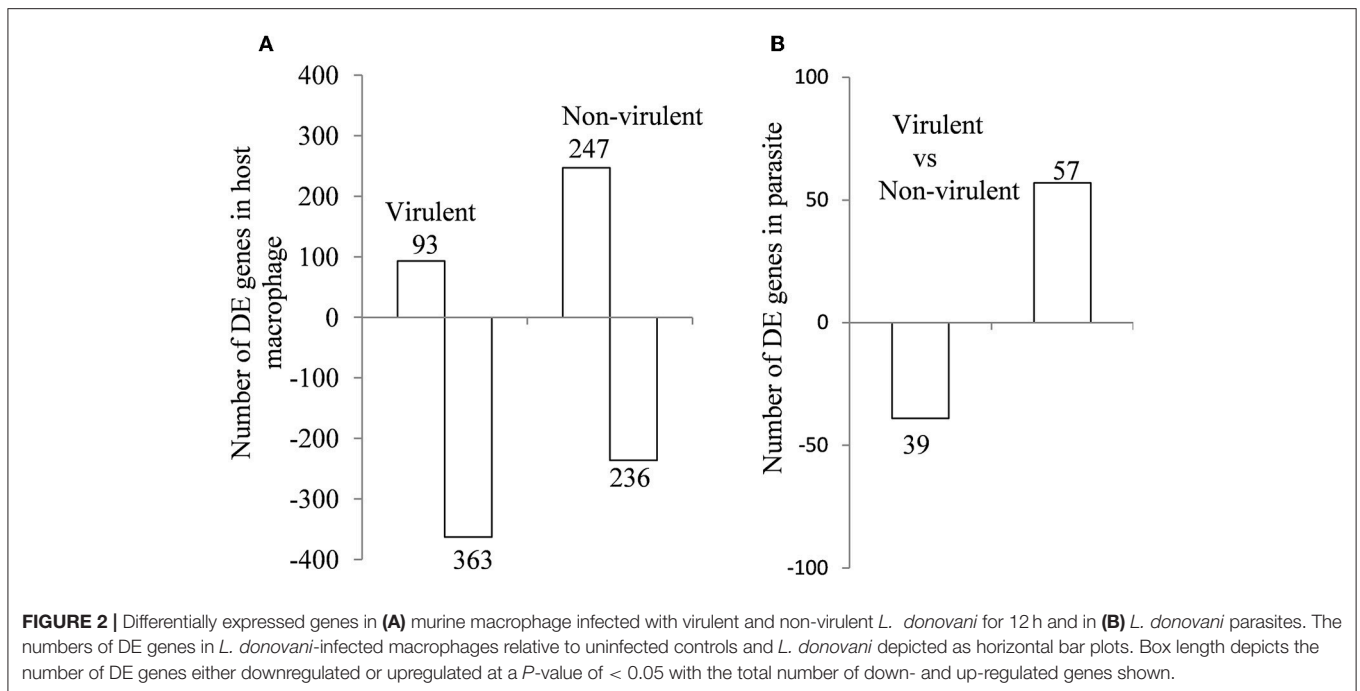 A
Number of DE genes in host
macrophage
400
300
200
100
0
-100
-200
-300
-400
Virulent
93
363
Non-virulent
247
236
B
Number of DE genes in parasite
100
50
0
-50
-100
Virulent
vs
Non-virulent
39
57
FIGURE 2 | Differentially expressed genes in (A) murine macrophage infected with virulent and non-virulent L. donovani for 12 h and in (B) L. donovani parasites. The
numbers of DE genes in L. donovani-infected macrophages relative to uninfected controls and L. donovani depicted as horizontal bar plots. Box length depicts the
number of DE genes either downregulated or upregulated at a P-value of < 0.05 with the total number of down- and up-regulated genes shown.